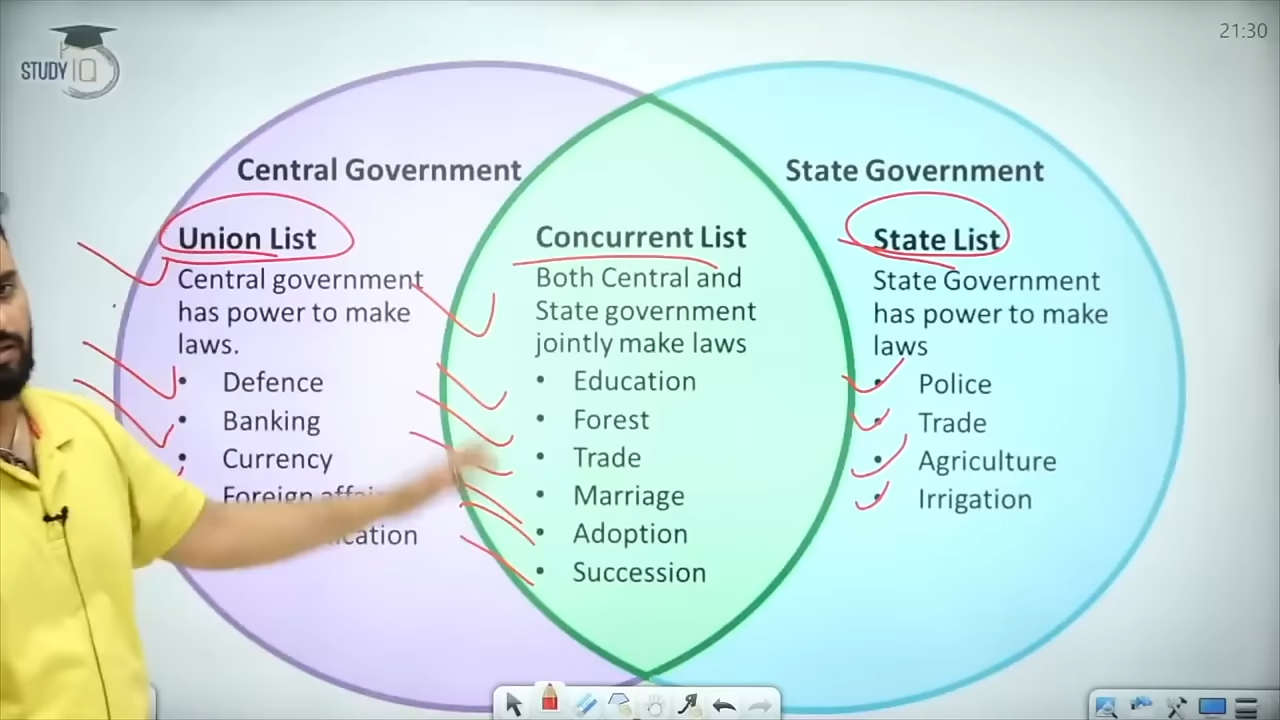 STUDY IQ
21:30
Central Government
Union List
Central government
has power to make
laws.
• Defence
• Banking
• Currency
Foreign
Concurrent List
Both Central and
State government
jointly make laws
• Education
• Forest
• Trade
• Marriage
• Adoption
• Succession
State Government
State List
State Government
has power to make
laws
• Police
• Trade
• Agriculture
• Irrigation